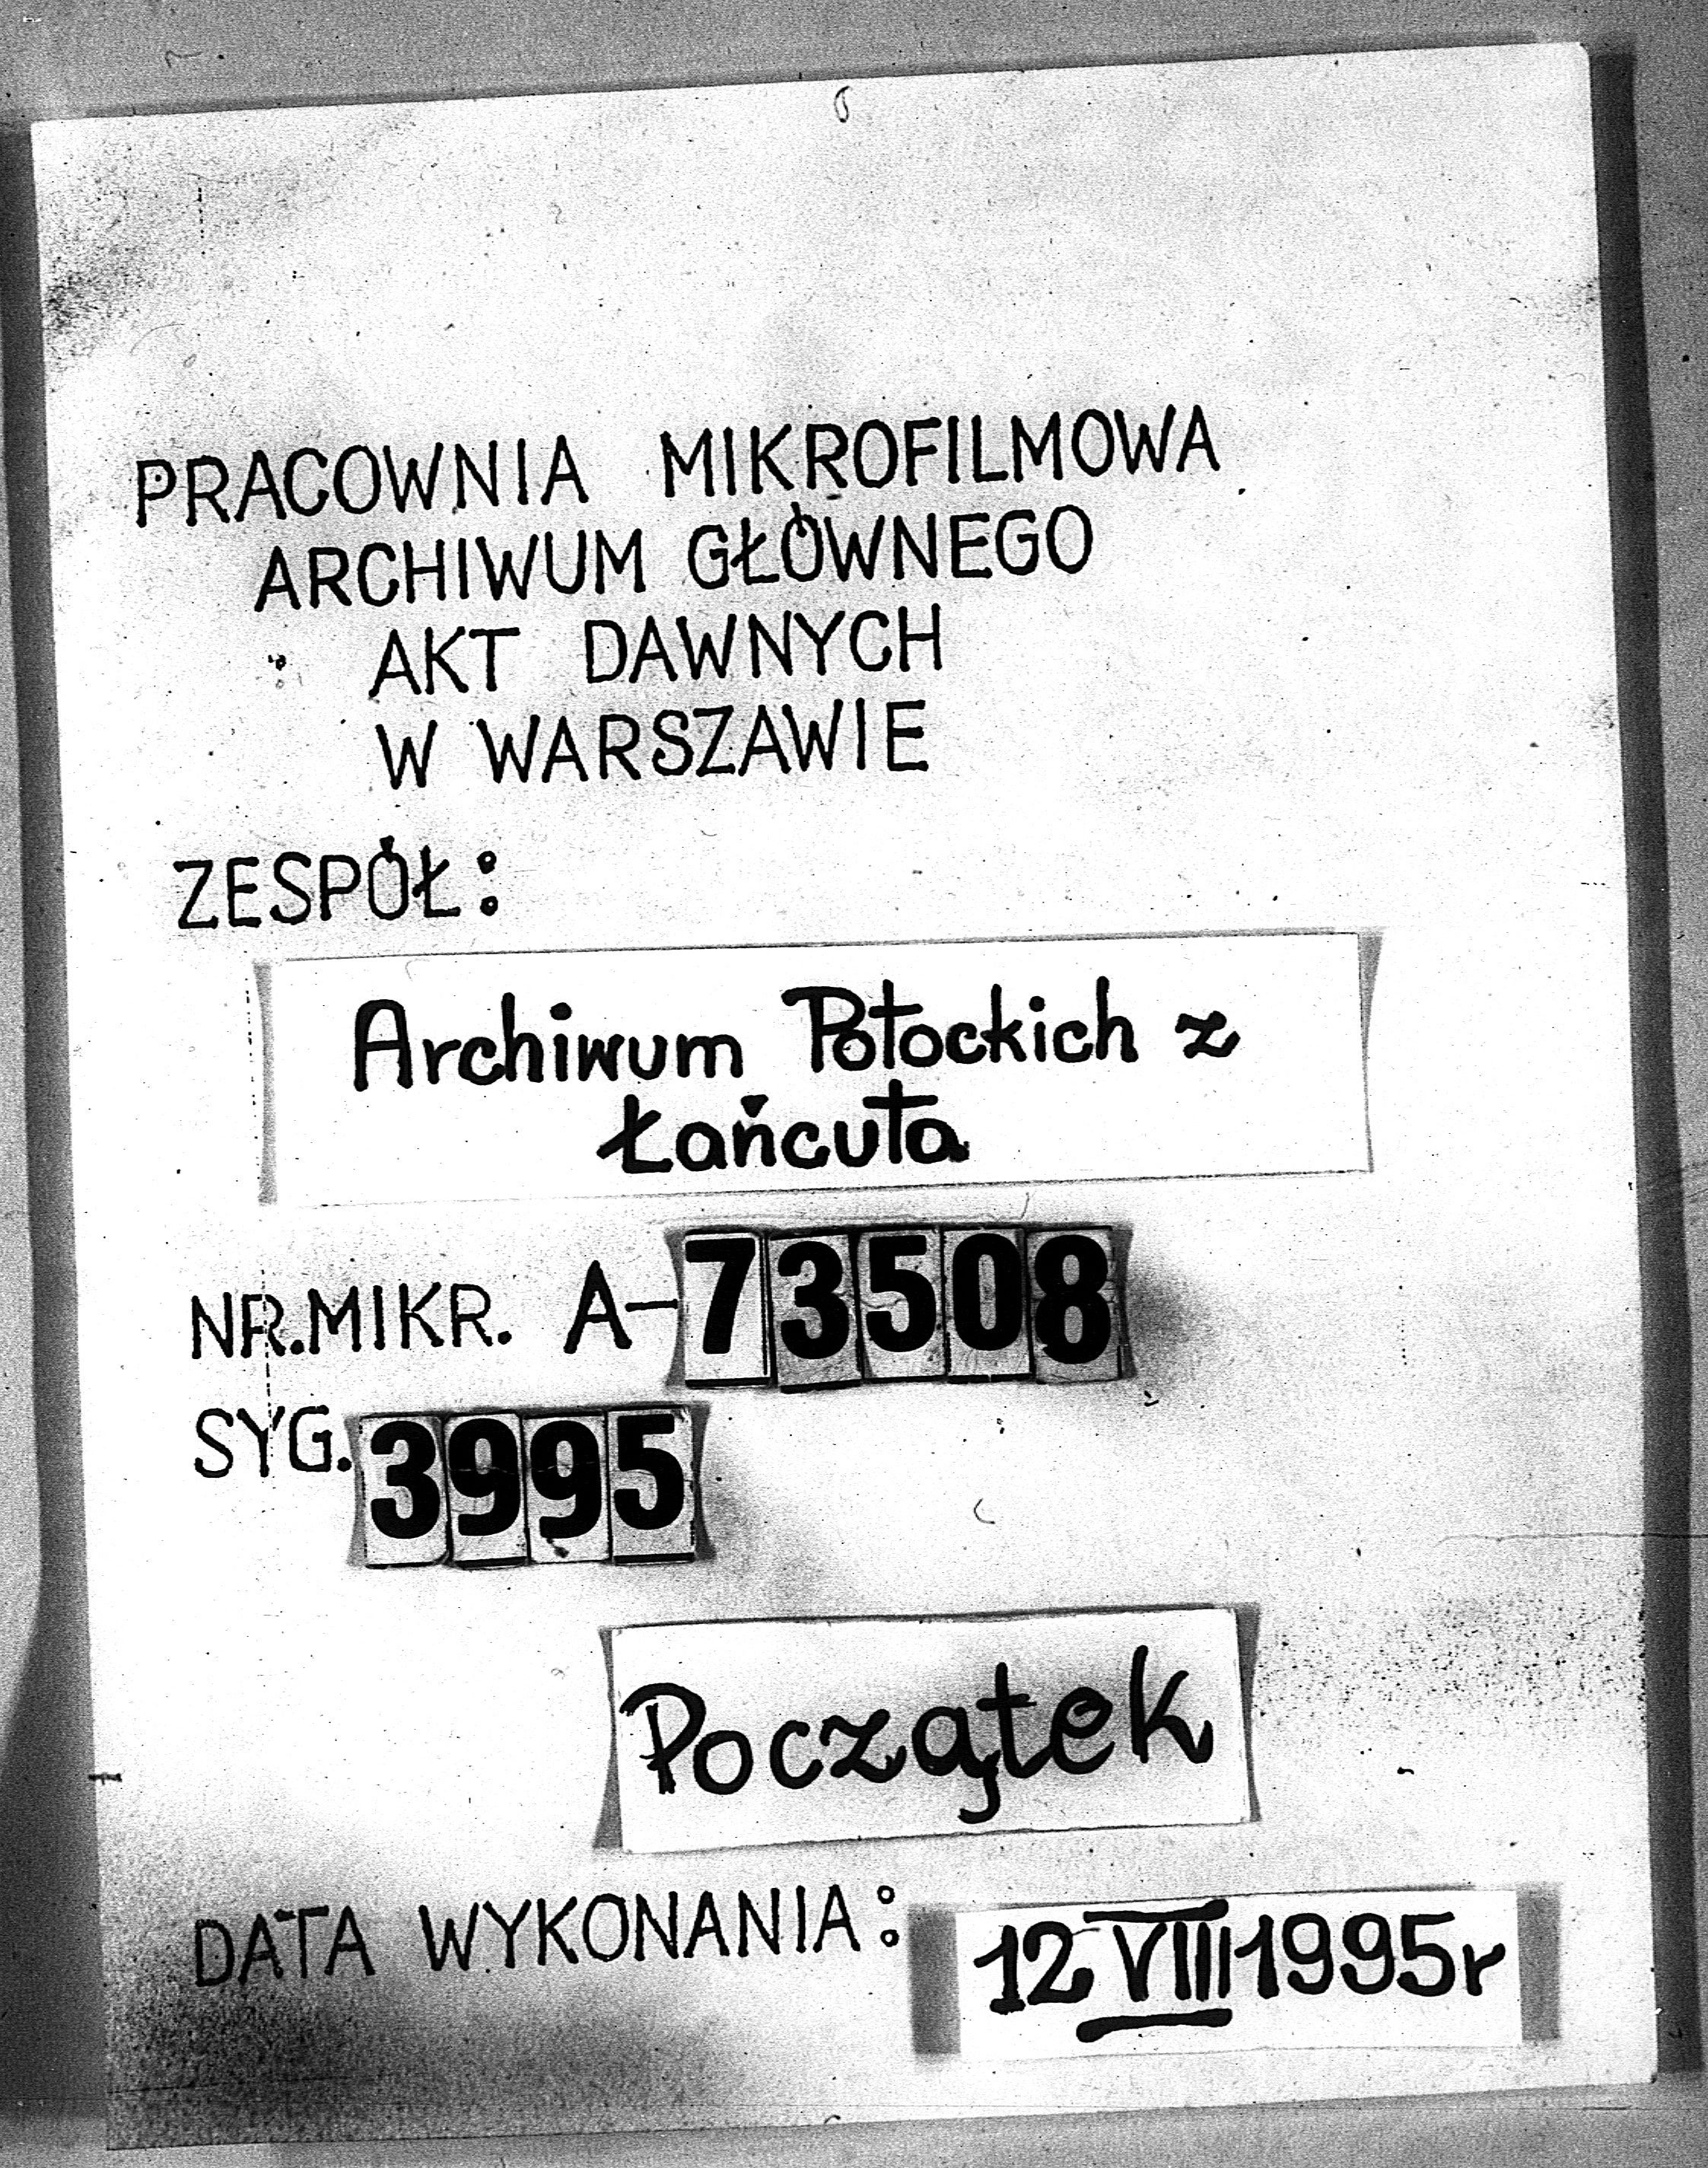 PRACOWNIA MIKROFILMOWA
ARCHIWUM GŁÓWNEGO
AKT DAWNYCH
W WARSZAWIE
ZESPÓŁ:
Archiwum Potockich z
Łańcuta
NR.MIKR. A-73508
SYG. 3995
Początek
DATA WYKONANIA: 12 VIII 1995r